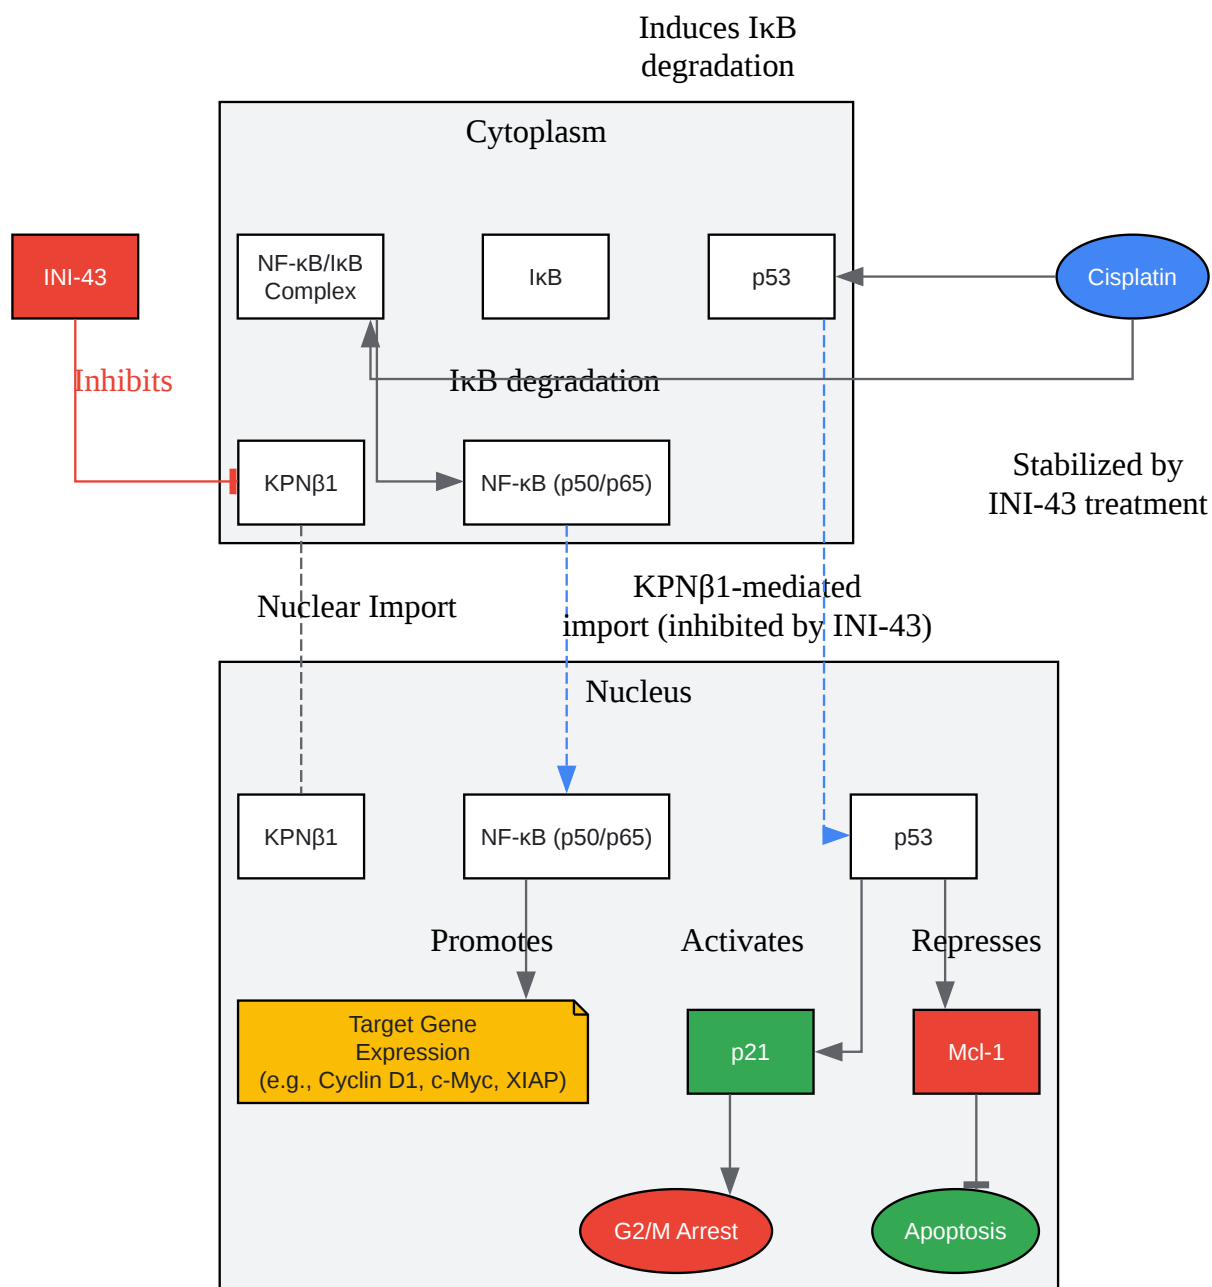 Induces IκB
degradation
Cytoplasm
INI-43
NF-κB/IκB
Complex
IκB
p53
Cisplatin
Inhibits
IκB degradation
KPNβ1
NF-κB (p50/p65)
Stabilized by
INI-43 treatment
Nuclear Import
KPNβ1-mediated
import (inhibited by INI-43)
Nucleus
KPNβ1
NF-κB (p50/p65)
p53
Promotes
Activates
Represses
Target Gene
Expression
(e.g., Cyclin D1, c-Myc, XIAP)
p21
Mcl-1
G2/M Arrest
Apoptosis